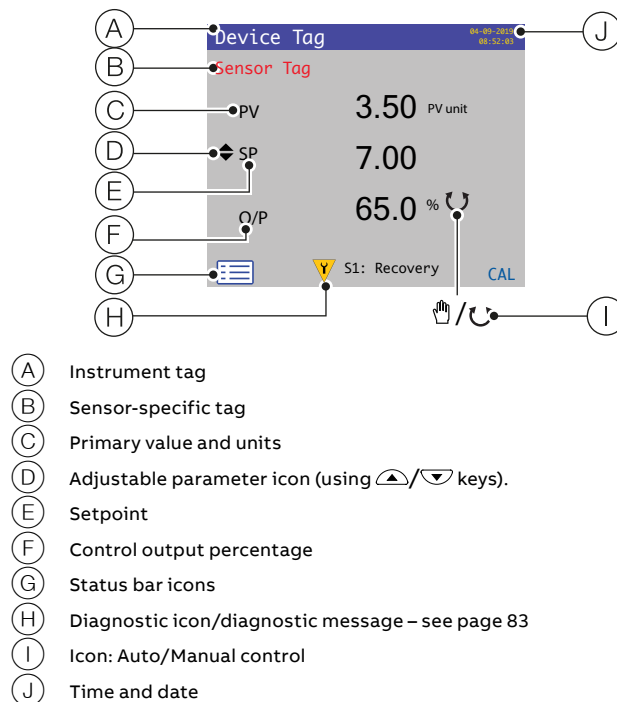 A Device Tag 04-09-2019 J
08:52:03
B Sensor Tag
C PV 3.50 PV unit
D SP 7.00
E
F O/P 65.0 %
G S1: Recovery CAL
H / I
A Instrument tag
B Sensor-specific tag
C Primary value and units
D Adjustable parameter icon (using / keys).
E Setpoint
F Control output percentage
G Status bar icons
H Diagnostic icon/diagnostic message – see page 83
I Icon: Auto/Manual control
J Time and date